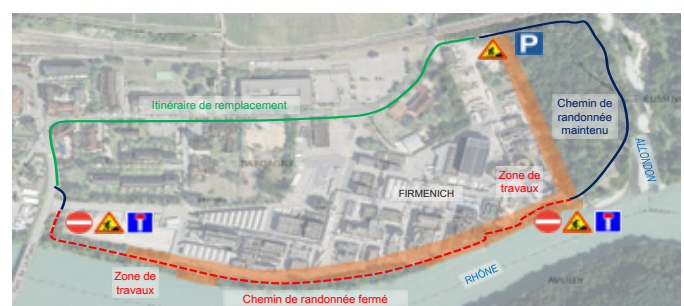 P
Itinéraire de remplacement
Chemin de
randonnée
maintenu
ALLONDON
Zone de
travaux
FIRMENICH
Zone de
travaux
Chemin de randonnée fermé
RHÔNE